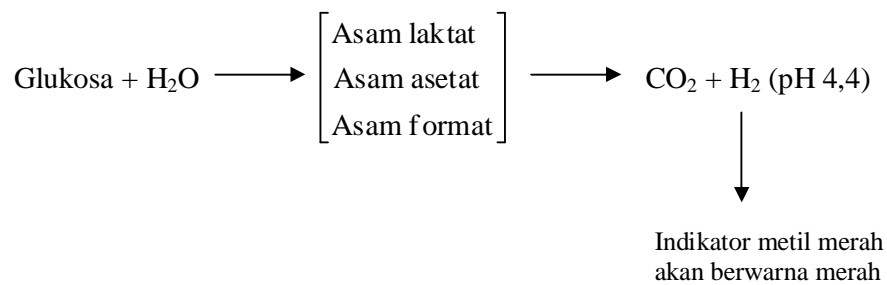 Asam laktat
Glukosa + H₂O Asam asetat CO₂ + H₂ (pH 4,4)
Asam format
Indikator metil merah
akan berwarna merah